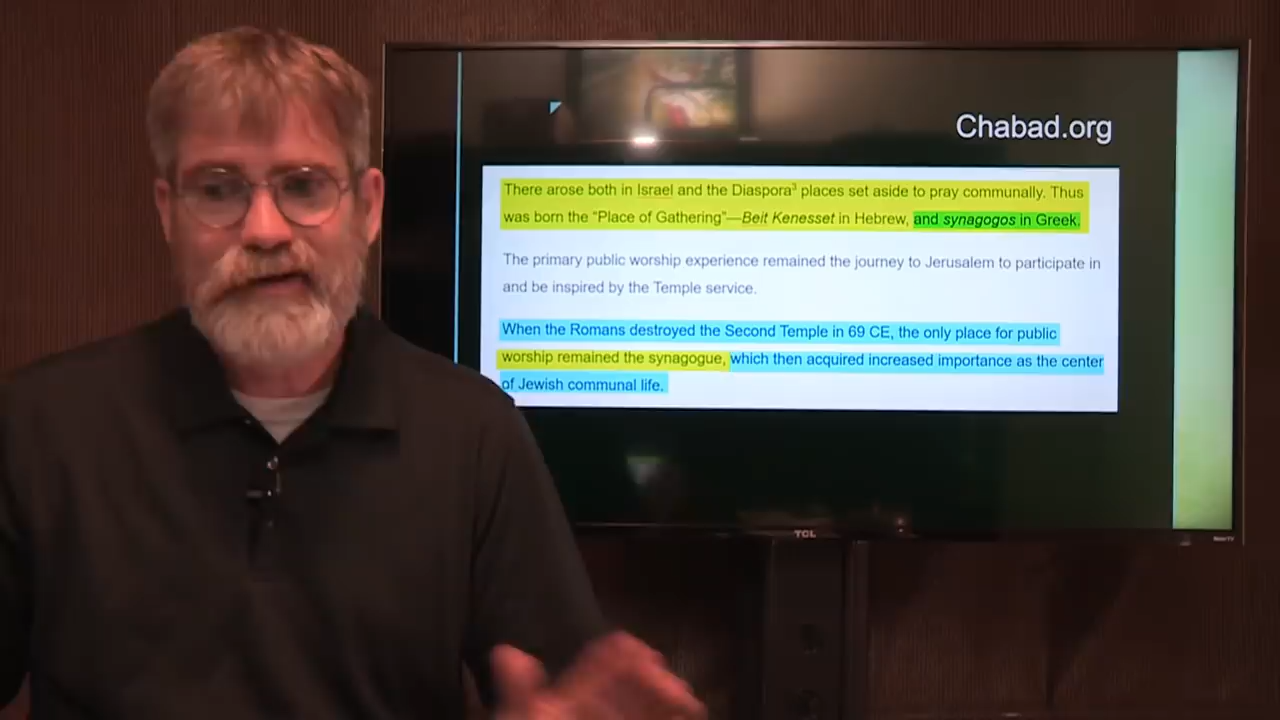 Chabad.org
There arose both in Israel and the Diaspora³ places set aside to pray communally. Thus
was born the “Place of Gathering”—Beit Kenesset in Hebrew, and synagogos in Greek.
The primary public worship experience remained the journey to Jerusalem to participate in
and be inspired by the Temple service.
When the Romans destroyed the Second Temple in 69 CE, the only place for public
worship remained the synagogue, which then acquired increased importance as the center
of Jewish communal life.
TCL
Roku TV